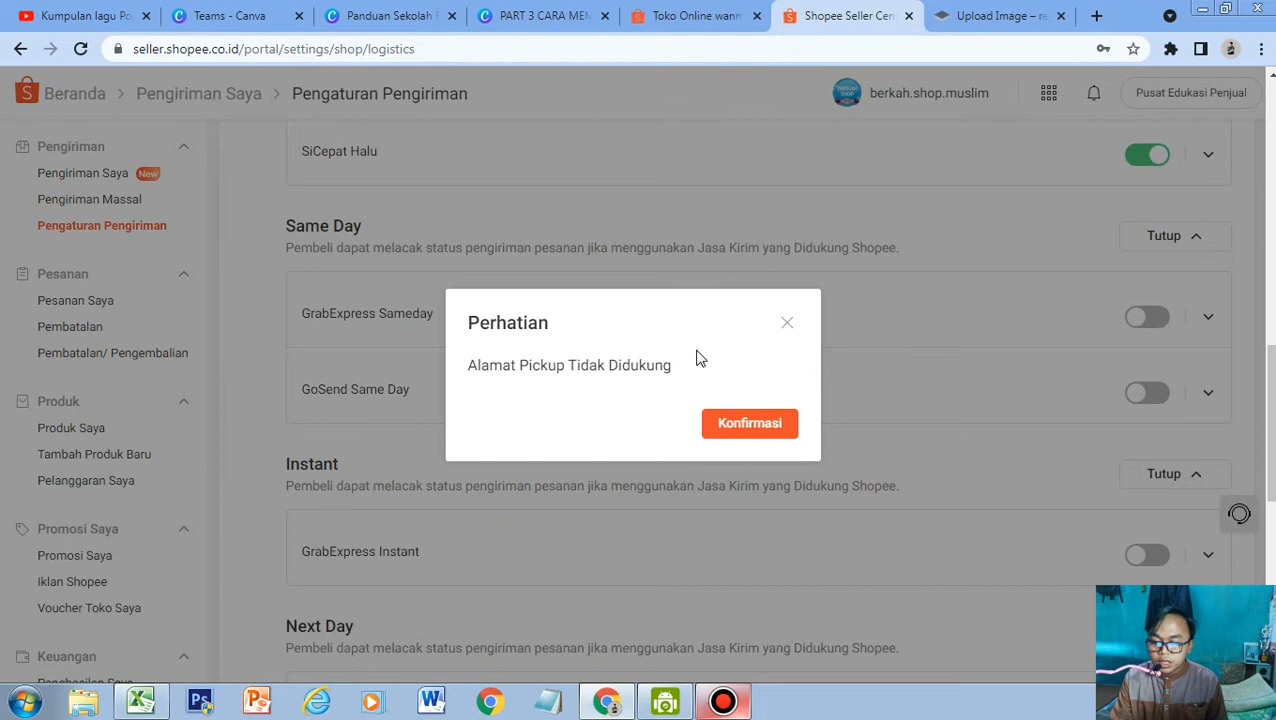 Kumpulan lagu Pop
Teams - Canva
Panduan Sekolah
PART 3 CARA MEN
Toko Online wann
Shopee Seller Cen
Upload Image – re
seller.shopee.co.id/portal/settings/shop/logistics
Beranda > Pengiriman Saya > Pengaturan Pengiriman
berkah.shop.muslim
Pusat Edukasi Penjual
Pengiriman
Pengiriman Saya New
Pengiriman Massal
Pengaturan Pengiriman
Pesanan
Pesanan Saya
Pembatalan
Pembatalan/ Pengembalian
Produk
Produk Saya
Tambah Produk Baru
Pelanggaran Saya
Promosi Saya
Promosi Saya
Iklan Shopee
Voucher Toko Saya
Keuangan
SiCepat Halu
Same Day
Tutup
Pembeli dapat melacak status pengiriman pesanan jika menggunakan Jasa Kirim yang Didukung Shopee.
GrabExpress Sameday
GoSend Same Day
Perhatian
Alamat Pickup Tidak Didukung
Konfirmasi
Instant
Tutup
Pembeli dapat melacak status pengiriman pesanan jika menggunakan Jasa Kirim yang Didukung Shopee.
GrabExpress Instant
Next Day
Pembeli dapat melacak status pengiriman pesanan jika menggunakan Jasa Kirim yang Didukung Shopee.